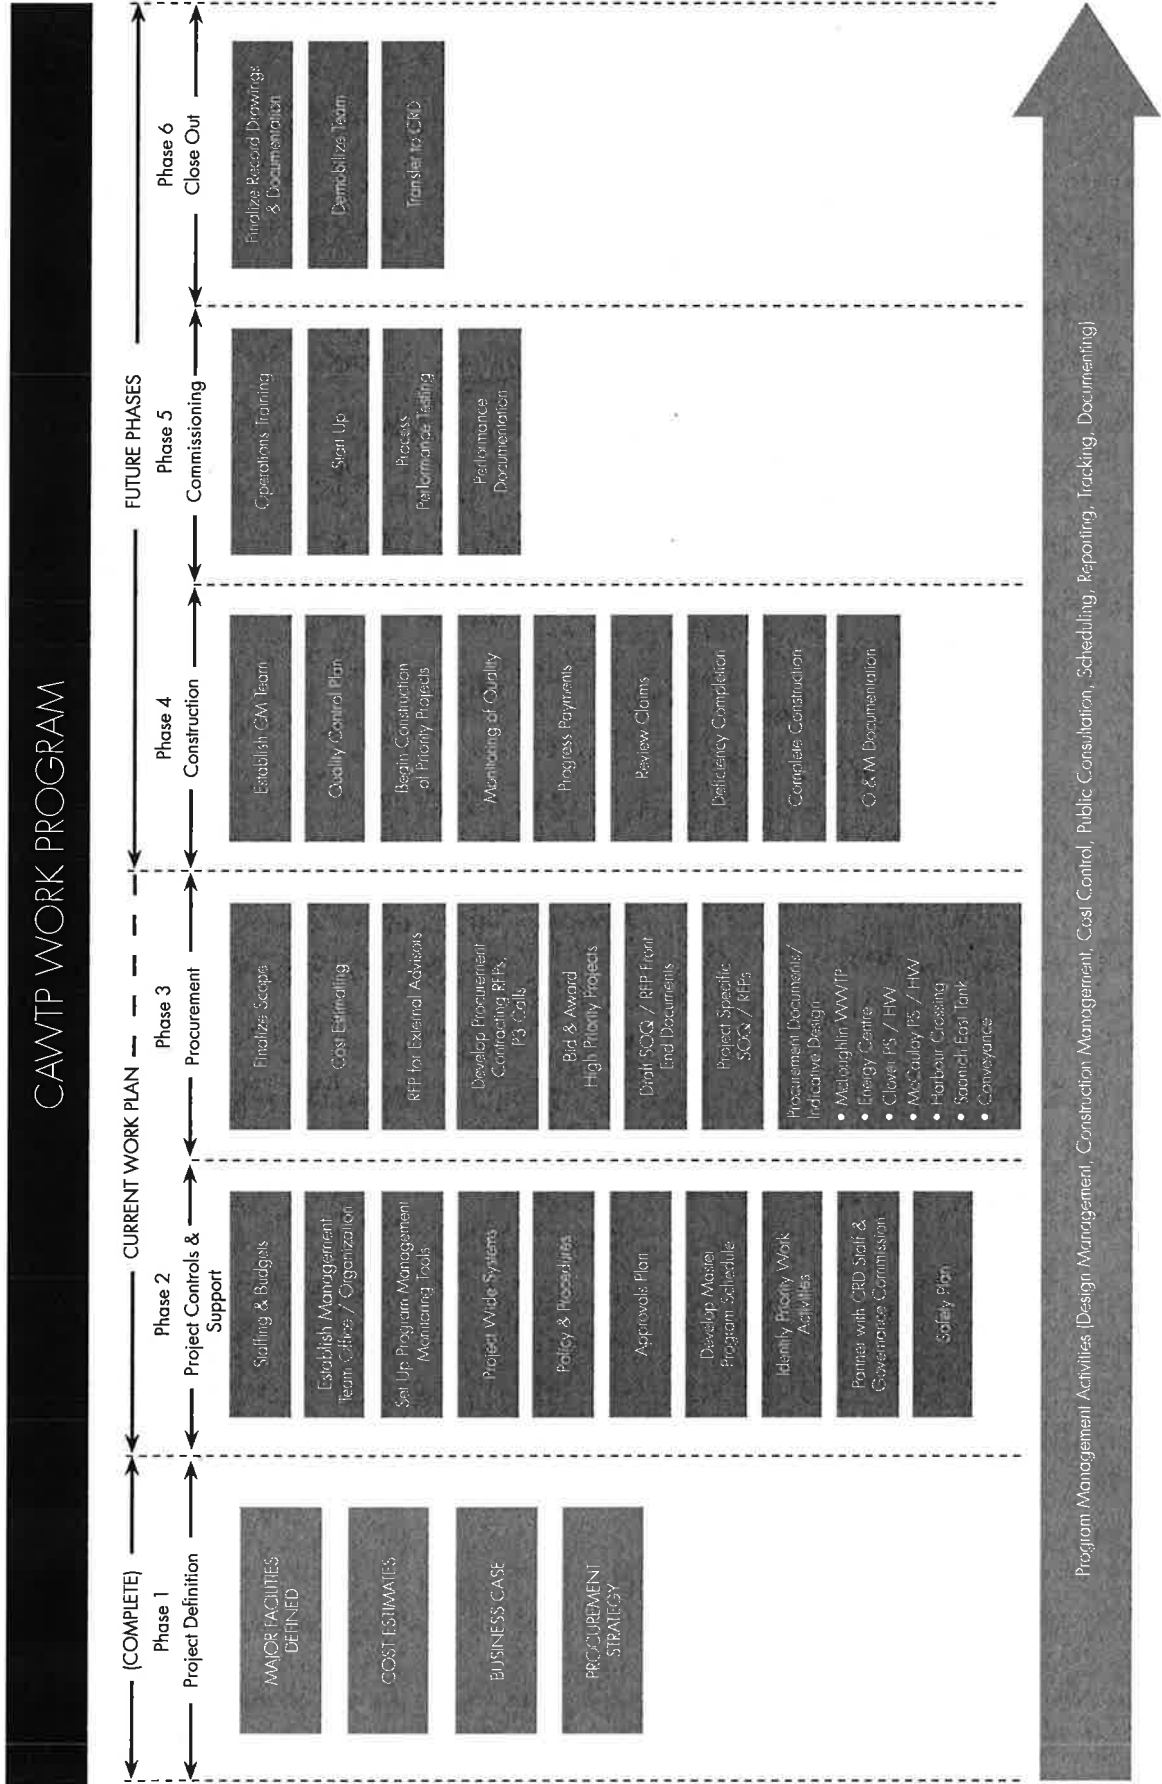 CAWTP WORK PROGRAM
(COMPLETE)
CURRENT WORK PLAN
FUTURE PHASES
Phase 1
Project Definition
MAJOR FACILITIES
DEFINED
COST ESTIMATES
BUSINESS CASE
PROCUREMENT
STRATEGY
Phase 2
Project Controls &
Support
Staffing & Budgets
Establish Management
Team Office / Organization
Set Up Program Management
Monitoring Tools
Project Wide Systems
Policy & Procedures
Approvals Plan
Develop Master
Program Schedule
Identify Priority Work
Activities
Partner with CRD Staff &
Governance Commission
Safety Plan
Phase 3
Procurement
Finalize Scope
Cost Estimating
RFP for External Advisors
Develop Procurement
Contracting RFPs,
P3 Calls
Bid & Award
High Priority Projects
Draft SOQ / RFP Front
End Documents
Project Specific
SOQ / RFPs
Procurement Documents/
Indicative Design
• McLoughlin WWTP
• Energy Centre
• Clover PS / HW
• McCaulay PS / HW
• Harbour Crossing
• Saanich East Tank
• Conveyance
Phase 4
Construction
Establish CM Team
Quality Control Plan
Begin Construction
of Priority Projects
Monitoring of Quality
Progress Payments
Review Claims
Deficiency Completion
Complete Construction
O & M Documentation
Phase 5
Commissioning
Operations Training
Start Up
Process
Performance Testing
Performance
Documentation
Phase 6
Close Out
Finalize Record Drawings
& Documentation
Demobilize Team
Transfer to CRD
Program Management Activities (Design Management, Construction Management, Cost Control, Public Consultation, Scheduling, Reporting, Tracking, Documenting)